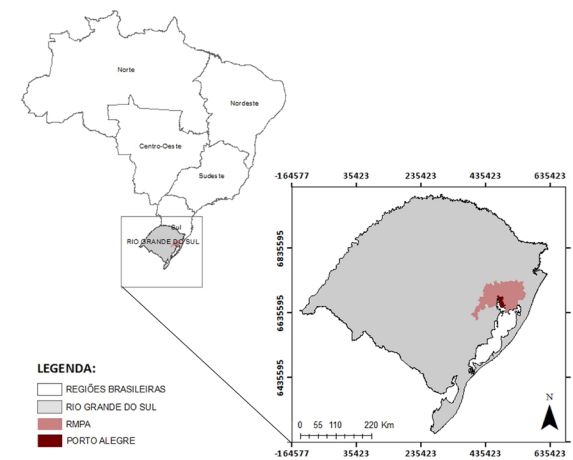 Norte
Nordeste
Centro-Oeste
Sudeste
Sul
RIO GRANDE DO SUL
-164577 35423 235423 435423 635423
6835595
6635595
6435595
LEGENDA:
REGIÕES BRASILEIRAS
RIO GRANDE DO SUL
RMPA
PORTO ALEGRE
0 55 110 220 Km
N
-164577 35423 235423 435423 635423